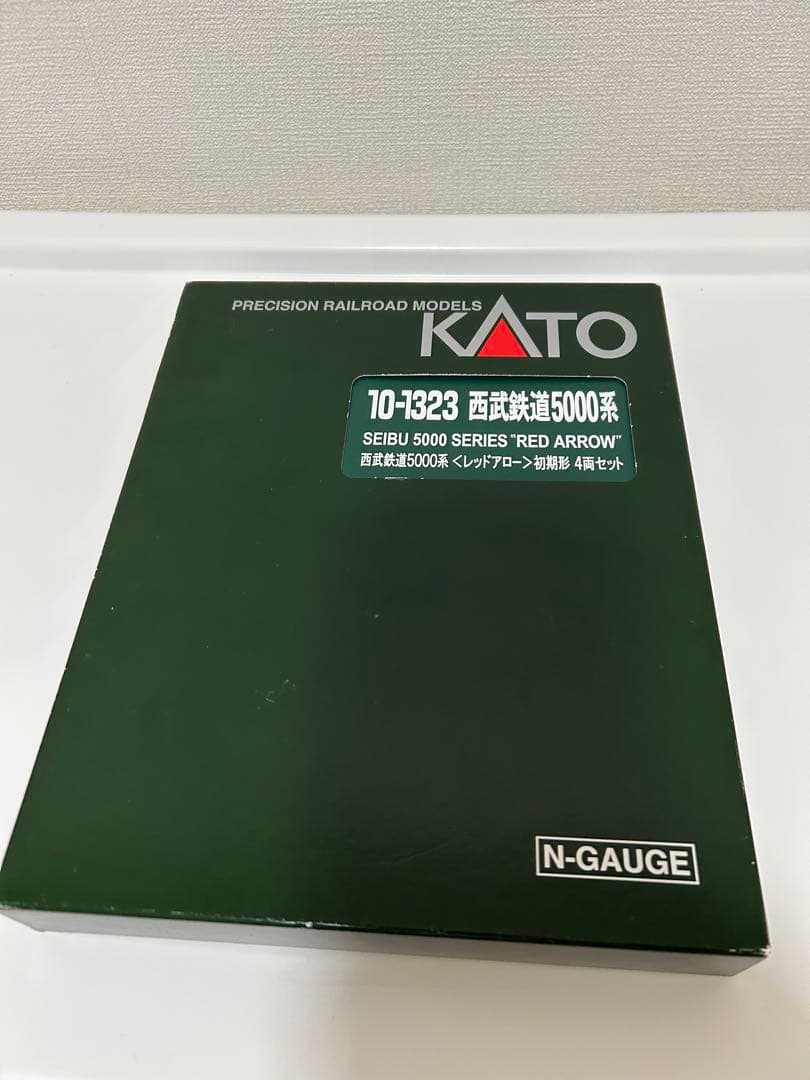 PRECISION RAILROAD MODELS
KATO
10-1323 西武鉄道5000系
SEIBU 5000 SERIES "RED ARROW"
西武鉄道5000系<レッドアロー>初期形 4両セット
N-GAUGE